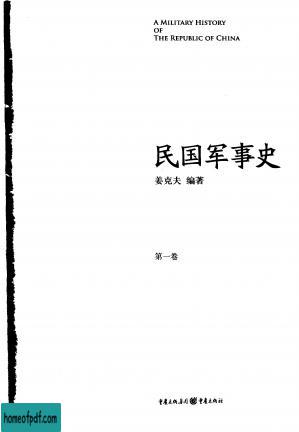 A MILITARY HISTORY
OF
THE REPUBLIC OF CHINA
民国军事史
姜克夫 编著
第一卷
重庆出版集团 重庆出版社
homeofpdf.com